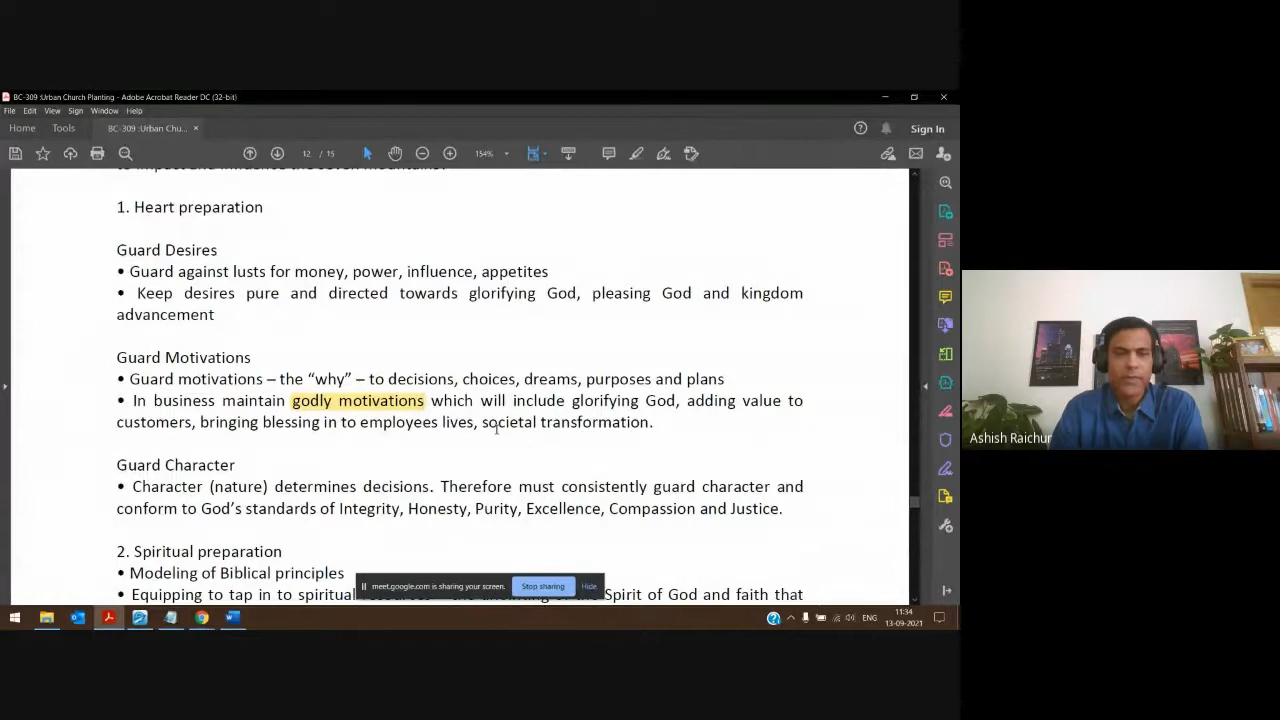 BC-309 :Urban Church Planting - Adobe Acrobat Reader DC (32-bit)
File Edit View Sign Window Help
Home Tools BC-309 :Urban Chu... × Sign In
12 / 15 154%
1. Heart preparation
Guard Desires
• Guard against lusts for money, power, influence, appetites
• Keep desires pure and directed towards glorifying God, pleasing God and kingdom
advancement
Guard Motivations
• Guard motivations – the “why” – to decisions, choices, dreams, purposes and plans
• In business maintain godly motivations which will include glorifying God, adding value to
customers, bringing blessing in to employees lives, societal transformation.
Guard Character
• Character (nature) determines decisions. Therefore must consistently guard character and
conform to God’s standards of Integrity, Honesty, Purity, Excellence, Compassion and Justice.
2. Spiritual preparation
• Modeling of Biblical principles
• Equipping to tap in to spiritual Spirit of God and faith that
meet.google.com is sharing your screen. Stop sharing Hide
ENG 11:34
13-09-2021
Ashish Raichur